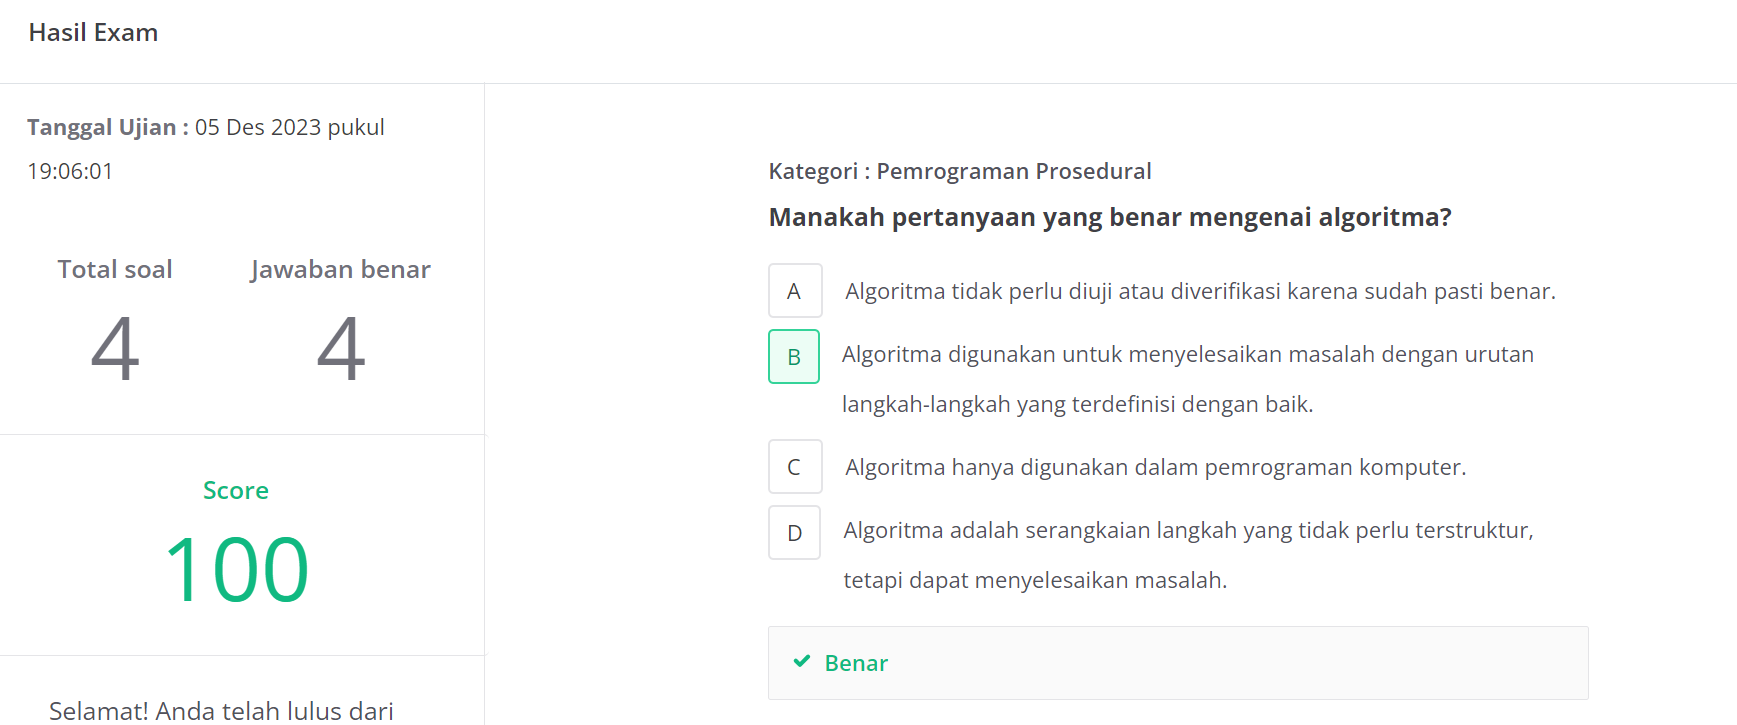 Hasil Exam
Tanggal Ujian : 05 Des 2023 pukul
19:06:01
Total soal
Jawaban benar
4
4
Score
100
Selamat! Anda telah lulus dari
Kategori : Pemrograman Prosedural
Manakah pertanyaan yang benar mengenai algoritma?
A Algoritma tidak perlu diuji atau diverifikasi karena sudah pasti benar.
B Algoritma digunakan untuk menyelesaikan masalah dengan urutan
langkah-langkah yang terdefinisi dengan baik.
C Algoritma hanya digunakan dalam pemrograman komputer.
D Algoritma adalah serangkaian langkah yang tidak perlu terstruktur,
tetapi dapat menyelesaikan masalah.
Benar